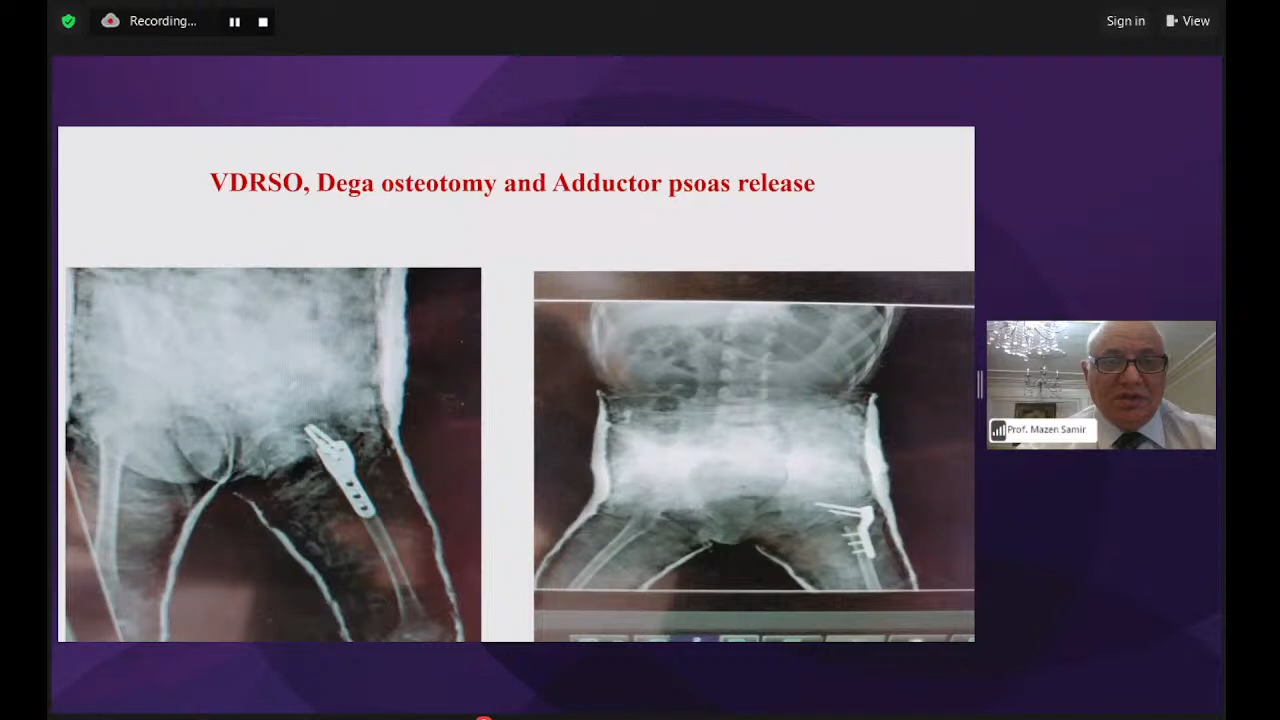 Recording...
Sign in
View
VDRSO, Dega osteotomy and Adductor psoas release
Prof. Mazen Samir